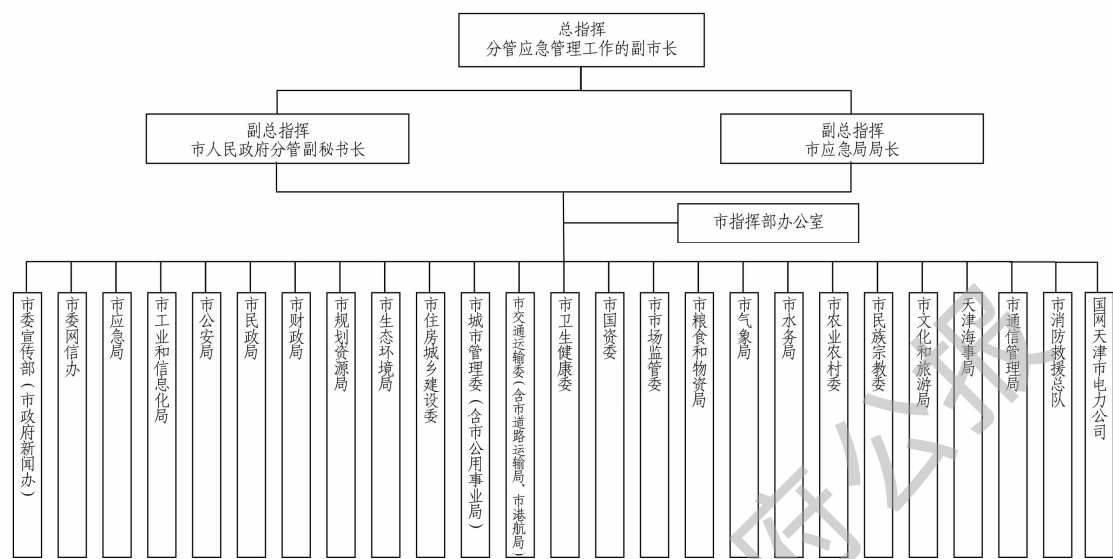 总指挥
分管应急管理工作的副市长
副总指挥
市人民政府分管副秘书长
副总指挥
市应急局局长
市指挥部办公室
市委宣传部（市政府新闻办）
市委网信办
市应急局
市工业和信息化局
市公安局
市民政局
市财政局
市规划资源局
市生态环境局
市住房城乡建设委
市城市管理委（含市公用事业局）
市交通运输委（含市道路运输局、市港航局）
市卫生健康委
市国资委
市市场监管委
市粮食和物资局
市气象局
市水务局
市农业农村委
市民族宗教委
市文化和旅游局
天津海事局
市通信管理局
市消防救援总队
国网天津市电力公司
府公报